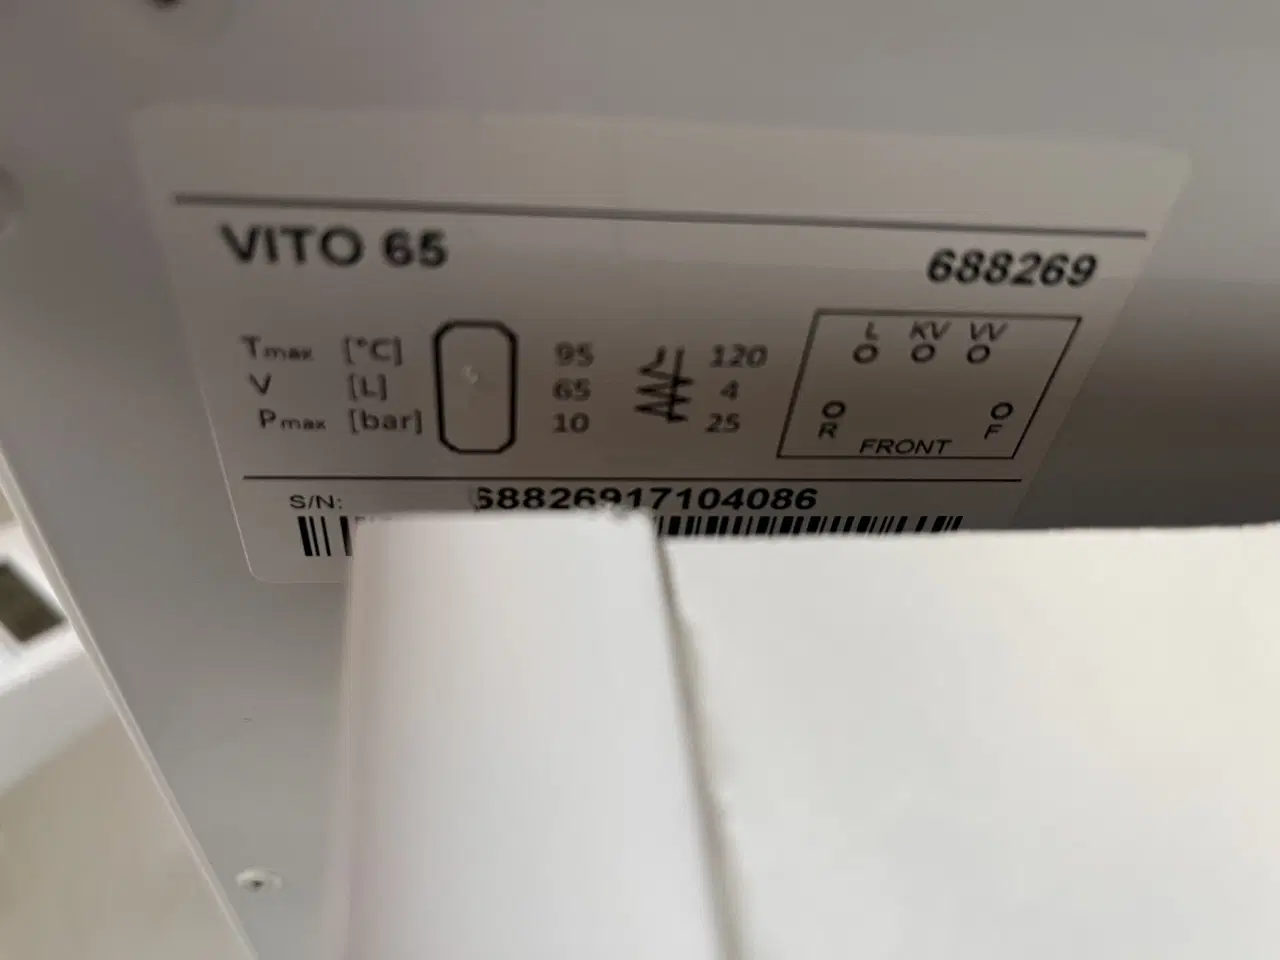 VITO 65
688269
Tmax [°C] 95 120
V [L] 65 4
Pmax [bar] 10 25
L KV VV
R F
FRONT
S/N: 68826917104086